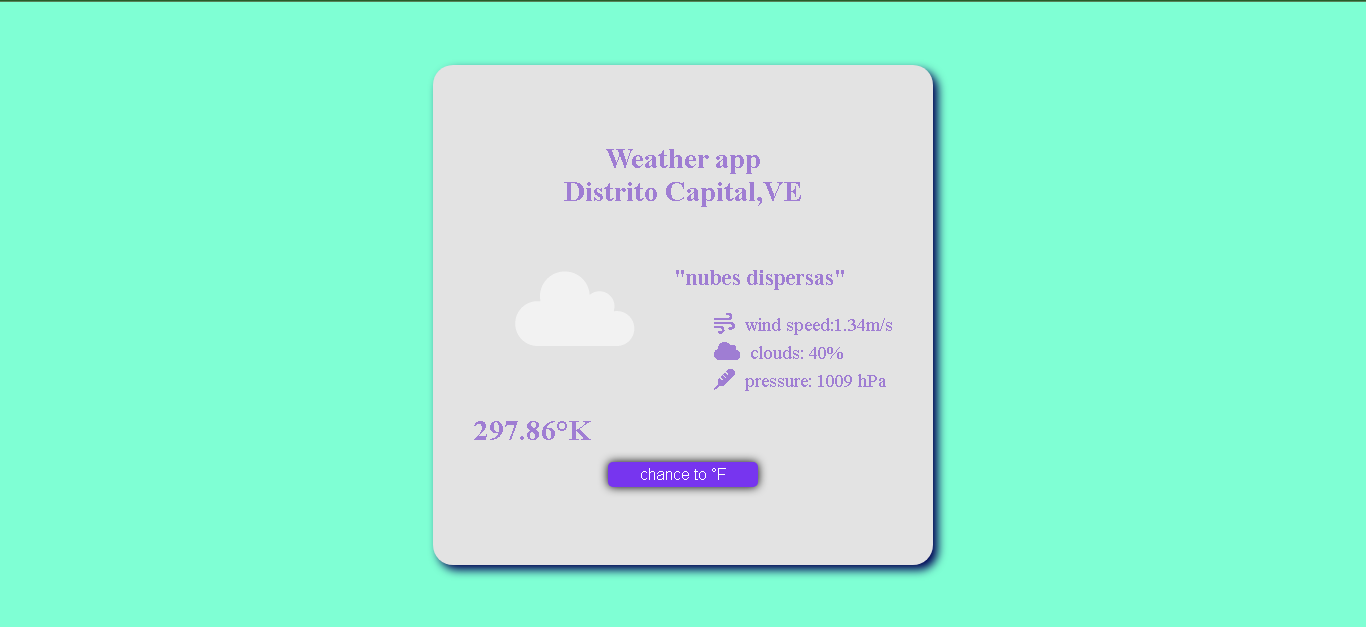 Weather app
Distrito Capital,VE
"nubes dispersas"
wind speed:1.34m/s
clouds: 40%
pressure: 1009 hPa
297.86°K
chance to °F